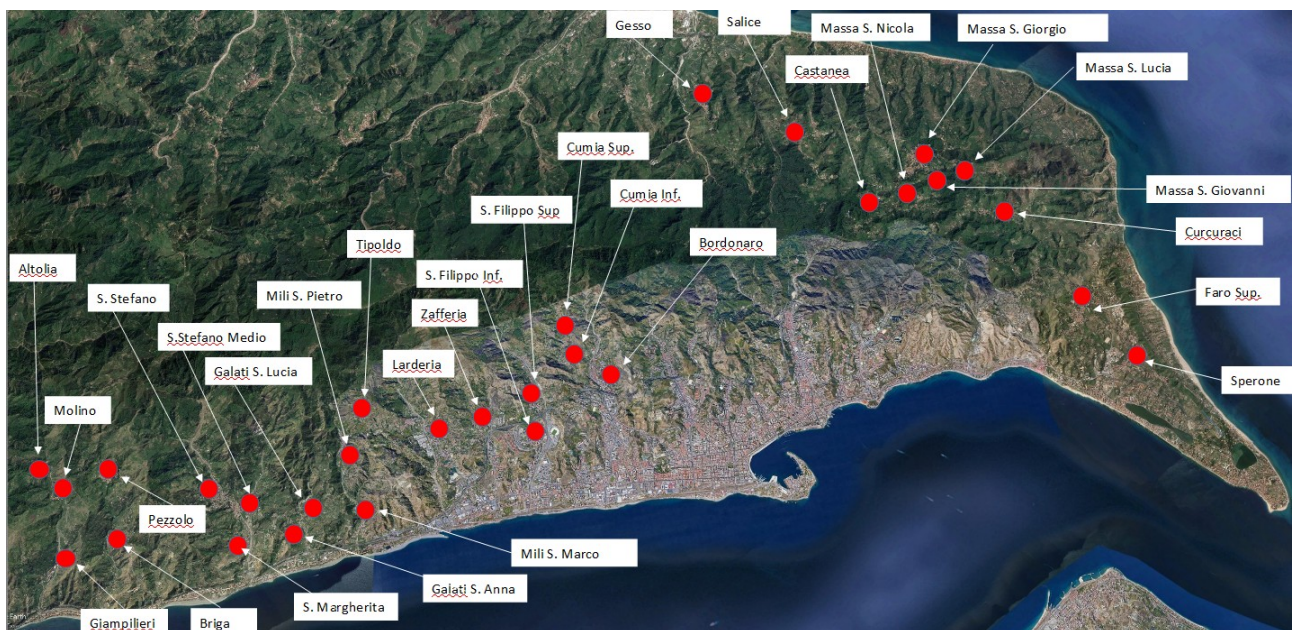 Gesso
Salice
Massa S. Nicola
Massa S. Giorgio
Castanea
Massa S. Lucia
Cumia Sup.
Cumia Inf.
Massa S. Giovanni
S. Filippo Sup
Curcuraci
Tipoldo
Bordonaro
Altolia
S. Filippo Inf.
S. Stefano
Mili S. Pietro
Faro Sup.
Zafferia
S.Stefano Medio
Larderia
Galati S. Lucia
Sperone
Molino
Pezzolo
Mili S. Marco
Galati S. Anna
S. Margherita
Giampilieri
Briga
Earth